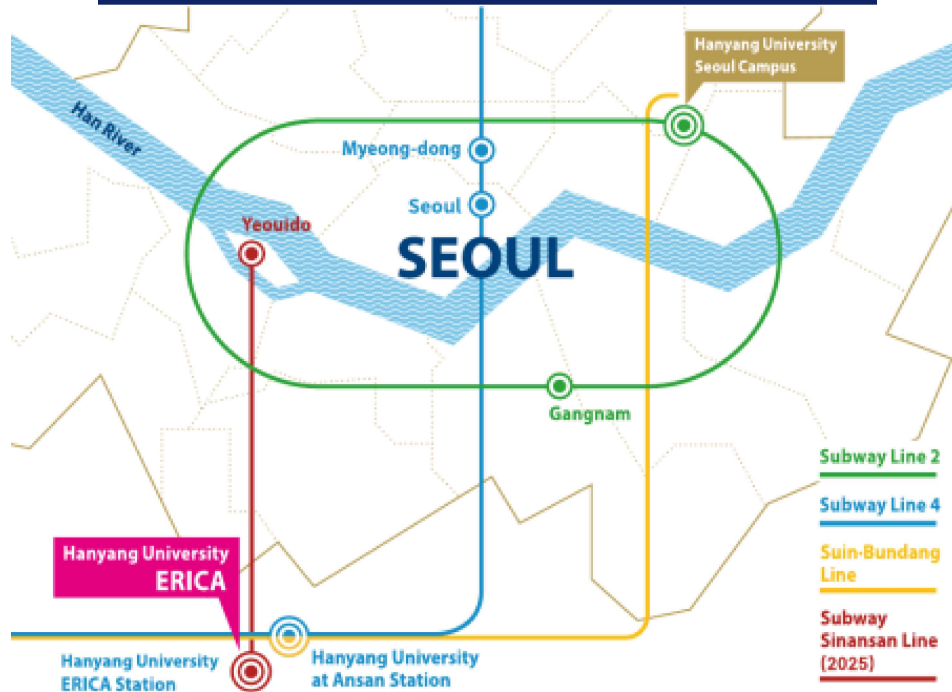 Hanyang University
Seoul Campus
Han River
Myeong-dong
Seoul
Yeouido
SEOUL
Gangnam
Subway Line 2
Subway Line 4
Suin·Bundang
Line
Subway
Sinansan Line
(2025)
Hanyang University
ERICA
Hanyang University
ERICA Station
Hanyang University
at Ansan Station